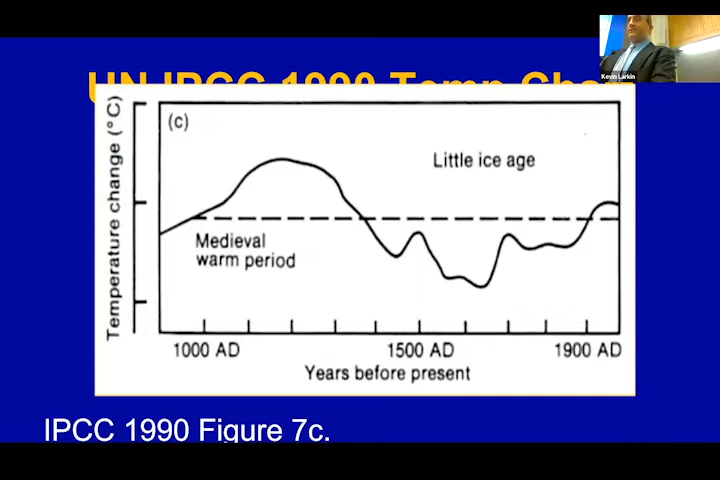 Kevin Larkin
UN IPCC 1990 Temp Chart
(c)
Temperature change (°C)
Little ice age
Medieval
warm period
1000 AD
1500 AD
1900 AD
Years before present
IPCC 1990 Figure 7c.